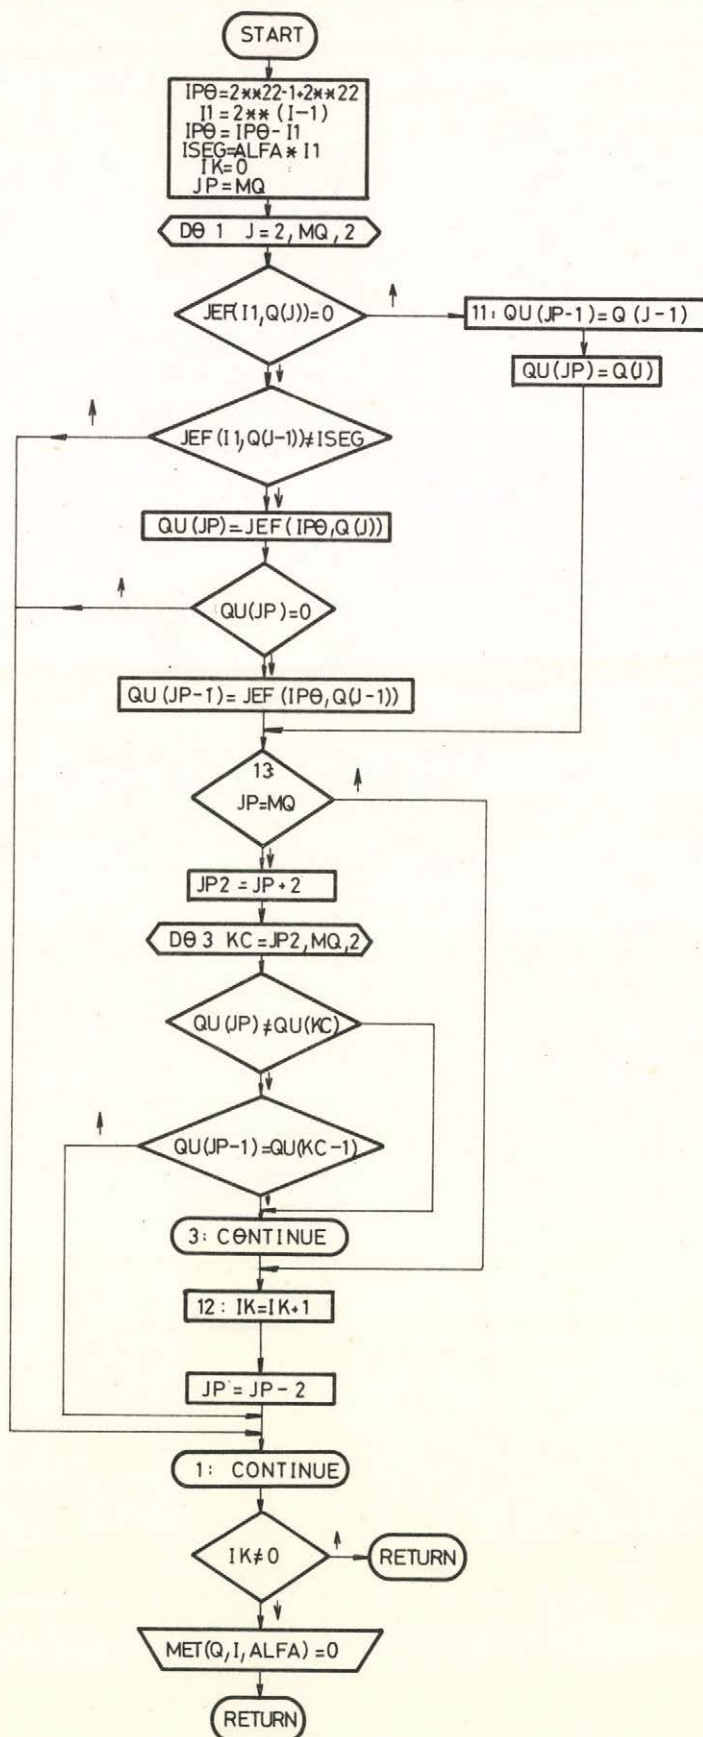 START
IPΘ=2**22-1+2**22
I1=2** (I-1)
IPΘ=IPΘ-I1
ISEG=ALFA* I1
IK=0
JP=MQ
DΘ 1 J=2,MQ,2
JEF(I1,Q(J))=0
11: QU(JP-1)=Q(J-1)
QU(JP)=Q(J)
JEF(I1,Q(J-1))≠ISEG
QU(JP)=JEF(IPΘ,Q(J))
QU(JP)=0
QU(JP-1)=JEF(IPΘ,Q(J-1))
13:
JP=MQ
JP2=JP+2
DΘ 3 KC=JP2,MQ,2
QU(JP)≠QU(KC)
QU(JP-1)=QU(KC-1)
3: CΘNTINUE
12: IK=IK+1
JP=JP-2
1: CONTINUE
IK≠0
RETURN
MET(Q,I,ALFA)=0
RETURN